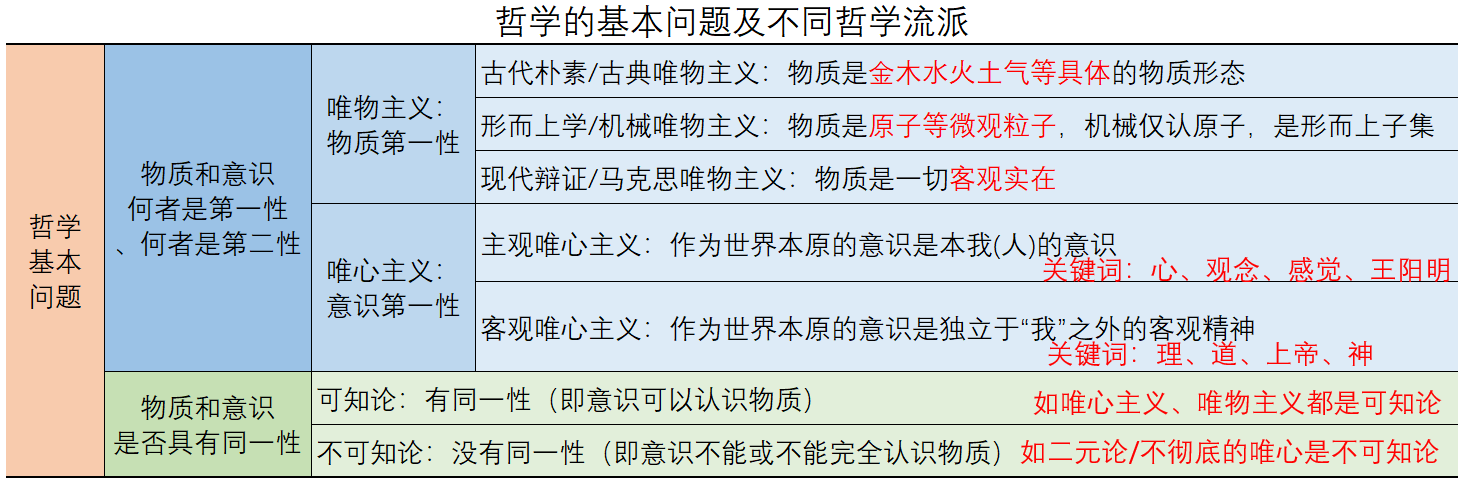 哲学的基本问题及不同哲学流派
哲学
基本
问题
物质和意识
何者是第一性
、何者是第二性
唯物主义：
物质第一性
古代朴素/古典唯物主义：物质是金木水火土气等具体的物质形态
形而上学/机械唯物主义：物质是原子等微观粒子，机械仅认原子，是形而上子集
现代辩证/马克思唯物主义：物质是一切客观实在
唯心主义：
意识第一性
主观唯心主义：作为世界本原的意识是本我(人)的意识
关键词：心、观念、感觉、王阳明
客观唯心主义：作为世界本原的意识是独立于“我”之外的客观精神
关键词：理、道、上帝、神
物质和意识
是否具有同一性
可知论：有同一性（即意识可以认识物质）
如唯心主义、唯物主义都是可知论
不可知论：没有同一性（即意识不能或不能完全认识物质）
如二元论/不彻底的唯心是不可知论